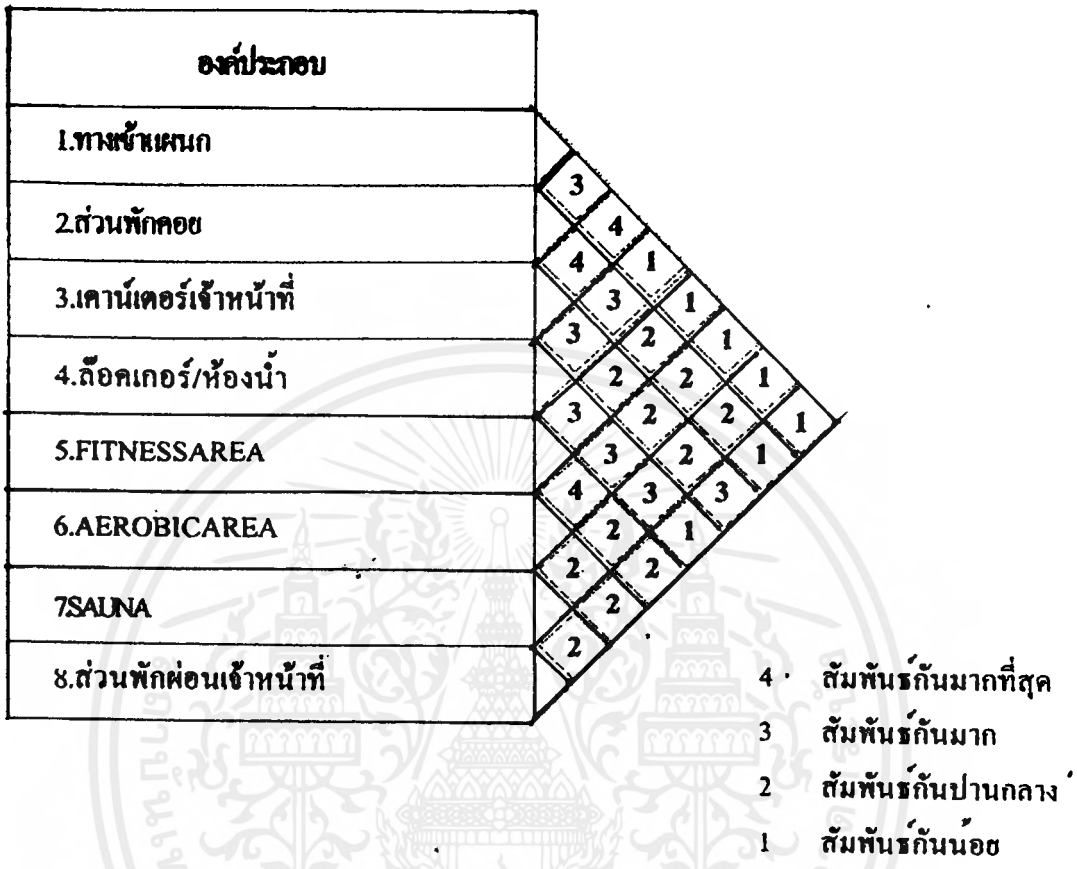 องค์ประกอบ
1.ทางเข้าแผนก
2.ส่วนพักคอย
3.เคาน์เตอร์เจ้าหน้าที่
4.ล๊อคเกอร์/ห้องน้ำ
5.FITNESSAREA
6.AEROBICAREA
7SAUNA
8.ส่วนพักผ่อนเจ้าหน้าที่
3
4
4 1
3 1
3 2 1
2 2 1
3 2 2 1
3 2 1
4 3 3
2 1
2 2
2
2
4 สัมพันธ์กันมากที่สุด
3 สัมพันธ์กันมาก
2 สัมพันธ์กันปานกลาง
1 สัมพันธ์กันน้อย